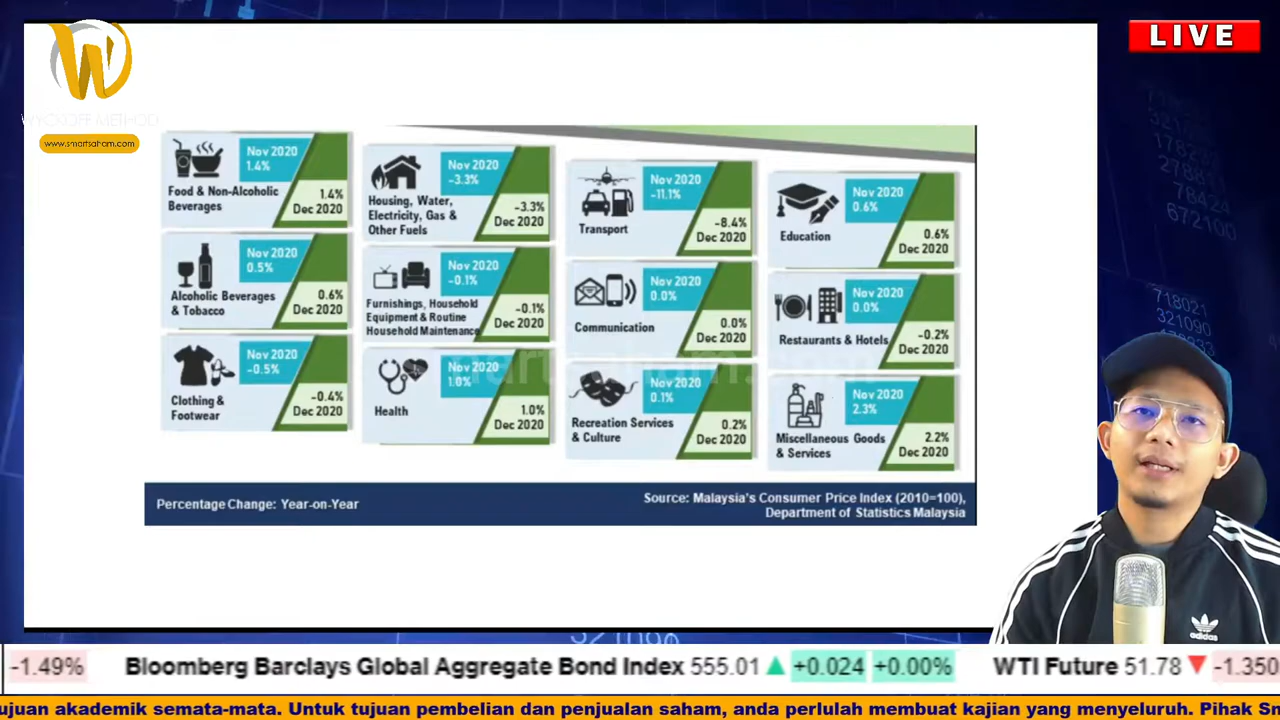 WYCKOFF METHOD
www.smartsaham.com
LIVE
Nov 2020
1.4%
Food & Non-Alcoholic
Beverages
1.4%
Dec 2020
Nov 2020
0.5%
Alcoholic Beverages
& Tobacco
0.6%
Dec 2020
Nov 2020
-0.5%
Clothing &
Footwear
-0.4%
Dec 2020
Nov 2020
-3.3%
Housing, Water,
Electricity, Gas &
Other Fuels
-3.3%
Dec 2020
Nov 2020
-0.1%
Furnishings, Household
Equipment & Routine
Household Maintenance
-0.1%
Dec 2020
Nov 2020
1.0%
Health
1.0%
Dec 2020
Nov 2020
-11.1%
Transport
-8.4%
Dec 2020
Nov 2020
0.0%
Communication
0.0%
Dec 2020
Nov 2020
0.1%
Recreation Services
& Culture
0.2%
Dec 2020
Nov 2020
0.6%
Education
0.6%
Dec 2020
Nov 2020
0.0%
Restaurants & Hotels
-0.2%
Dec 2020
Nov 2020
2.3%
Miscellaneous Goods
& Services
2.2%
Dec 2020
Percentage Change: Year-on-Year
Source: Malaysia's Consumer Price Index (2010=100),
Department of Statistics Malaysia
718021
321090
adidas
-1.49% Bloomberg Barclays Global Aggregate Bond Index 555.01 +0.024 +0.00% WTI Future 51.78 -1.350
ujuan akademik semata-mata. Untuk tujuan pembelian dan penjualan saham, anda perlulah membuat kajian yang menyeluruh. Pihak Sm